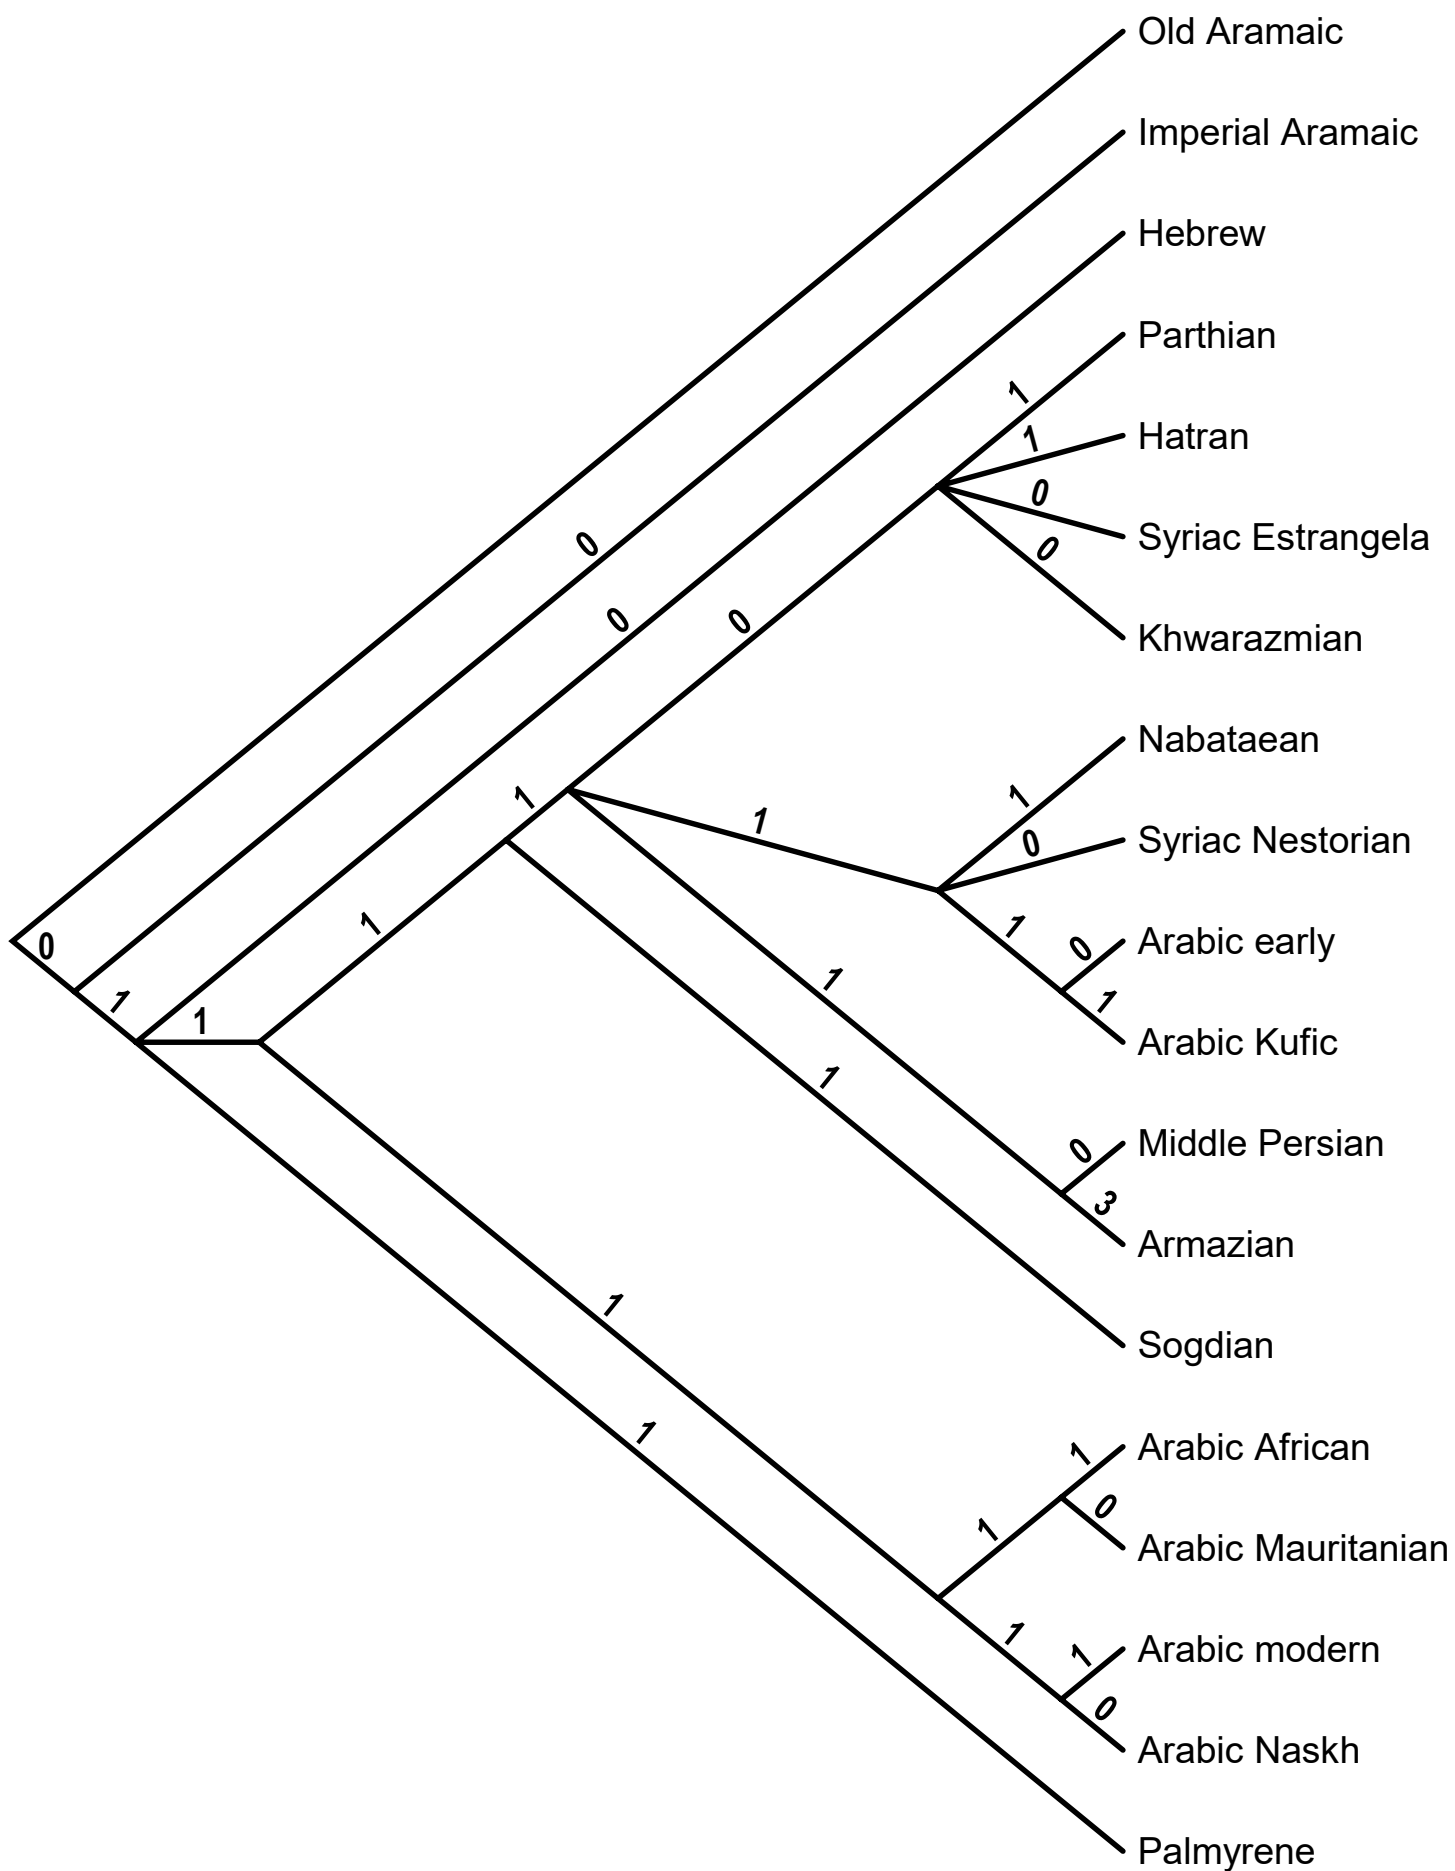 Old Aramaic
Imperial Aramaic
Hebrew
Parthian
1
Hatran
1
0
Syriac Estrangela
0
0
Khwarazmian
0
0
Nabataean
1
1
1
Syriac Nestorian
0
1
1
Arabic early
0
0
1
1
1
Arabic Kufic
1
1
Middle Persian
0
3
Armazian
1
Sogdian
1
Arabic African
1
0
1
Arabic Mauritanian
1
Arabic modern
1
0
Arabic Naskh
Palmyrene